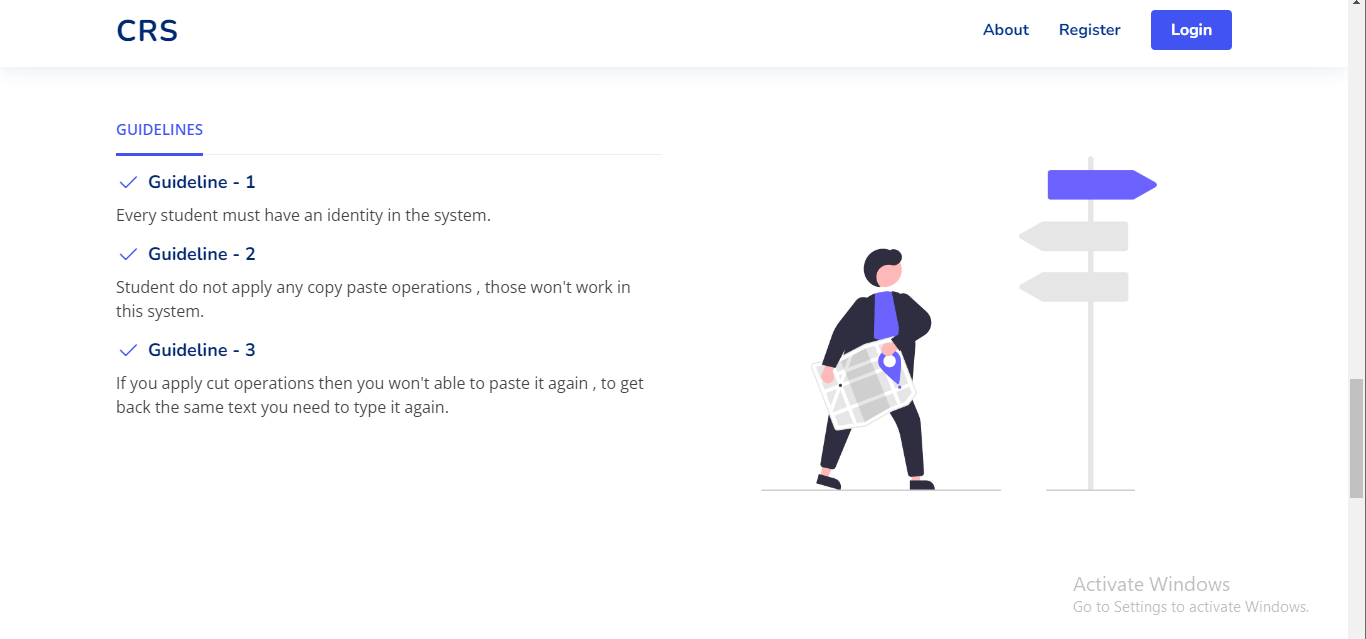 CRS
About Register Login
GUIDELINES
Guideline - 1
Every student must have an identity in the system.
Guideline - 2
Student do not apply any copy paste operations , those won't work in
this system.
Guideline - 3
If you apply cut operations then you won't able to paste it again , to get
back the same text you need to type it again.
Activate Windows
Go to Settings to activate Windows.